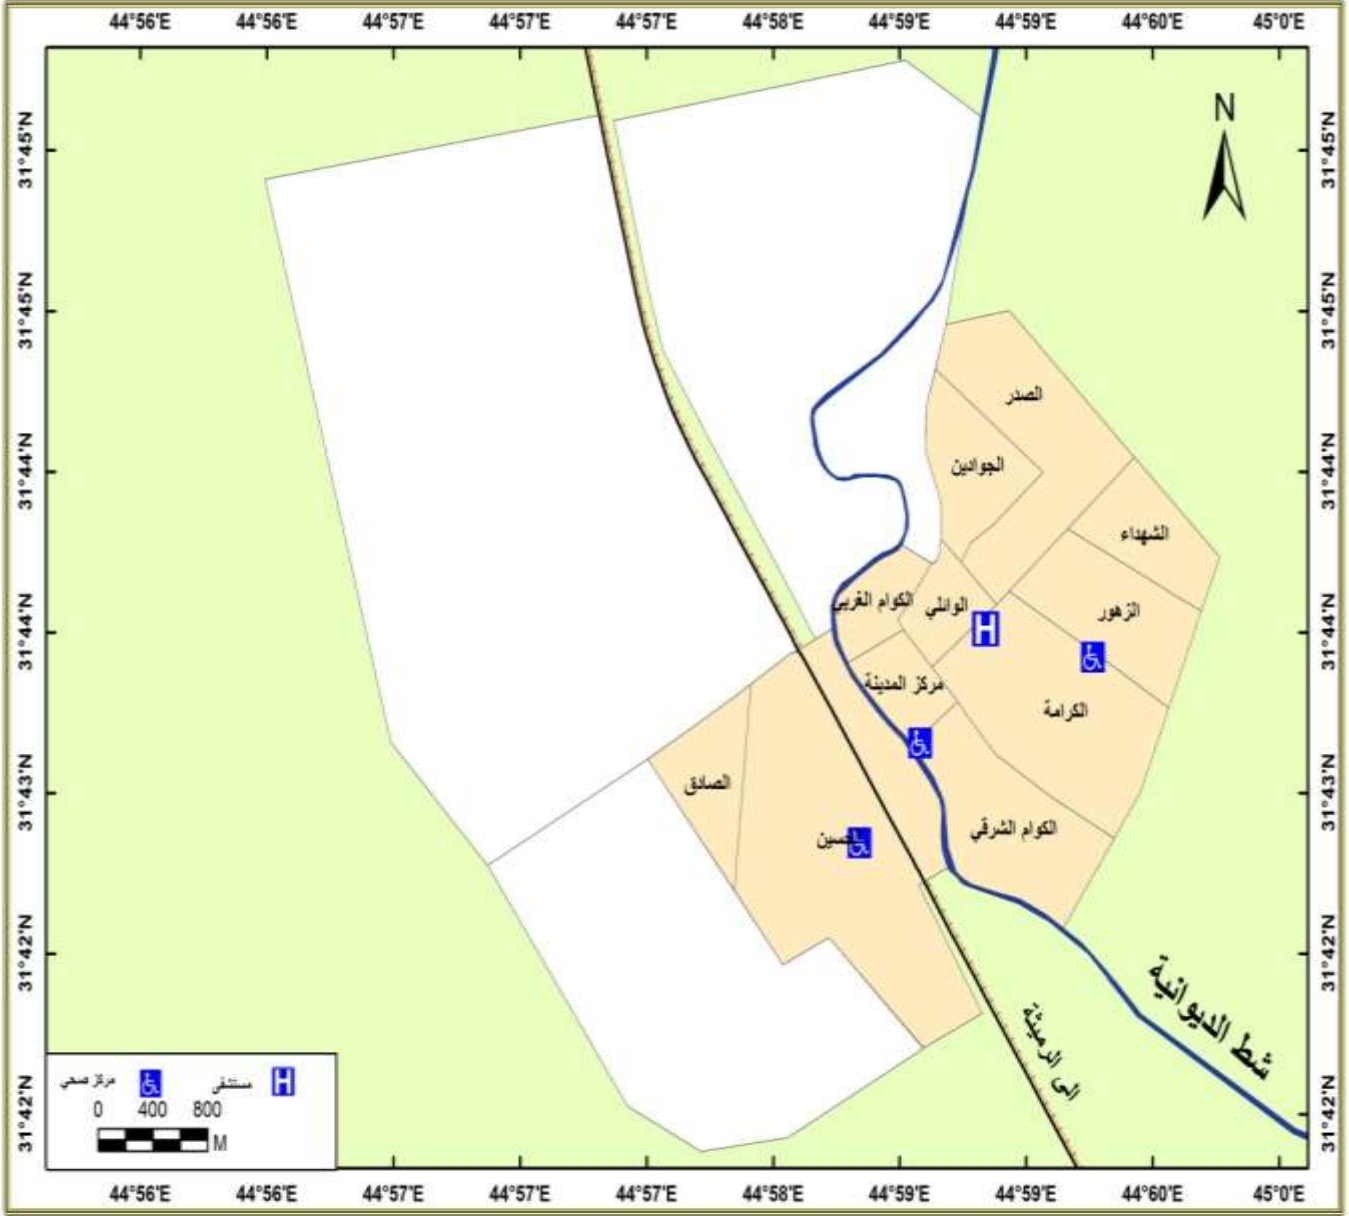 44°56'E 44°56'E 44°57'E 44°57'E 44°57'E 44°58'E 44°59'E 44°59'E 44°60'E 45°0'E
N
31°45'N 31°45'N
31°45'N 31°45'N
الصدر
31°44'N الجوادين 31°44'N
الشهداء
الكوام الغربي الوائلي الزهور
31°44'N H 31°44'N
مركز المدينة
الكرامة
الصادق
31°43'N 31°43'N
الكوام الشرقي
حسين
31°42'N 31°42'N
شط الديوانية
الى الرميثة
مركز صحي مستشفى H
0 400 800
M
31°42'N 31°42'N
44°56'E 44°56'E 44°57'E 44°57'E 44°57'E 44°58'E 44°59'E 44°59'E 44°60'E 45°0'E